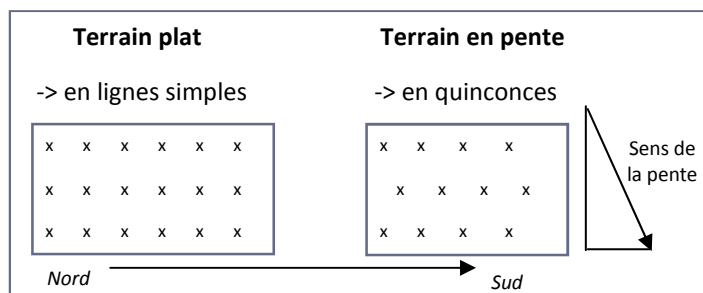 Terrain plat
-> en lignes simples
x x x x x x
x x x x x x
x x x x x x
Terrain en pente
-> en quinconces
x x x x
x x x x
x x x x
Sens de
la pente
Nord
Sud